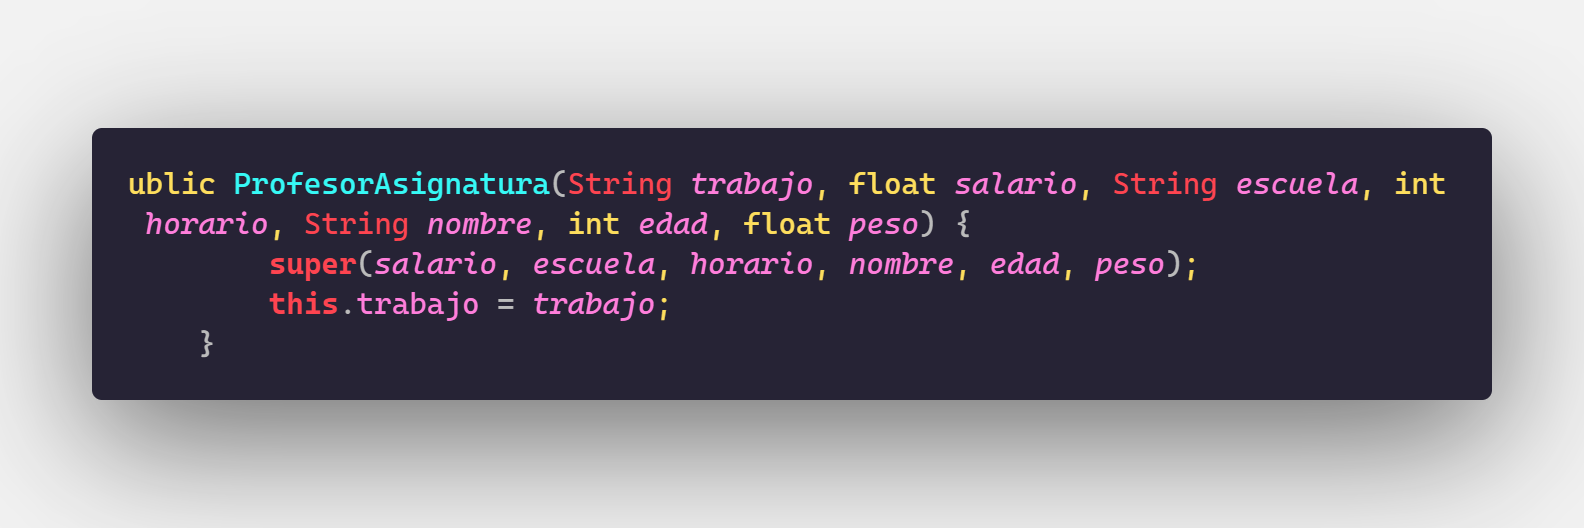 ublic ProfesorAsignatura(String trabajo, float salario, String escuela, int
horario, String nombre, int edad, float peso) {
super(salario, escuela, horario, nombre, edad, peso);
this.trabajo = trabajo;
}